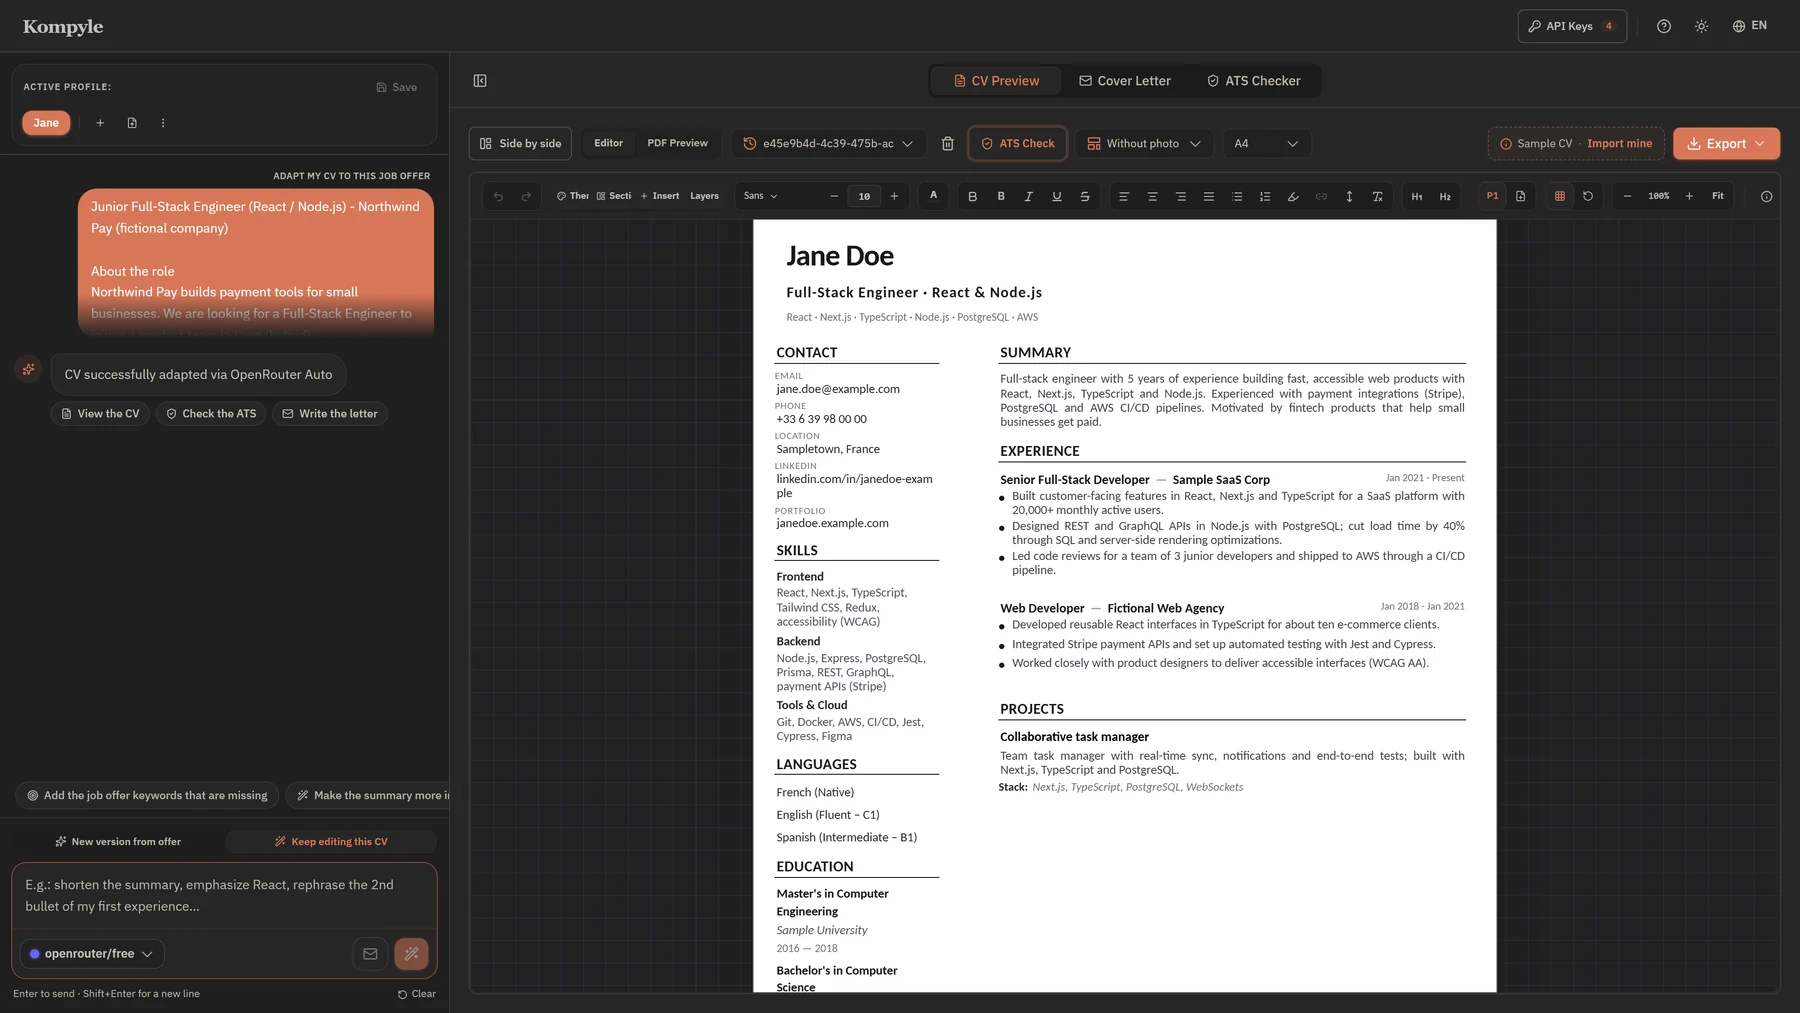 Kompyle
API Keys 4
EN
ACTIVE PROFILE:
Save
Jane
ADAPT MY CV TO THIS JOB OFFER
Junior Full-Stack Engineer (React / Node.js) - Northwind
Pay (fictional company)
About the role
Northwind Pay builds payment tools for small
businesses. We are looking for a Full-Stack Engineer to
CV successfully adapted via OpenRouter Auto
View the CV
Check the ATS
Write the letter
Add the job offer keywords that are missing
Make the summary more
New version from offer
Keep editing this CV
E.g.: shorten the summary, emphasize React, rephrase the 2nd
bullet of my first experience...
openrouter/free
Enter to send · Shift+Enter for a new line
Clear
CV Preview
Cover Letter
ATS Checker
Side by side
Editor
PDF Preview
e45e9b4d-4c39-475b-ac
ATS Check
Without photo
A4
Sample CV · Import mine
Export
Ther
Secti
Insert
Layers
Sans
10
A
B
B
I
U
S
H1
H2
P1
100%
Fit
Jane Doe
Full-Stack Engineer · React & Node.js
React · Next.js · TypeScript · Node.js · PostgreSQL · AWS
CONTACT
EMAIL
jane.doe@example.com
PHONE
+33 6 39 98 00 00
LOCATION
Sampletown, France
LINKEDIN
linkedin.com/in/janedoe-exam
ple
PORTFOLIO
janedoe.example.com
SKILLS
Frontend
React, Next.js, TypeScript,
Tailwind CSS, Redux,
accessibility (WCAG)
Backend
Node.js, Express, PostgreSQL,
Prisma, REST, GraphQL,
payment APIs (Stripe)
Tools & Cloud
Git, Docker, AWS, CI/CD, Jest,
Cypress, Figma
LANGUAGES
French (Native)
English (Fluent – C1)
Spanish (Intermediate – B1)
EDUCATION
Master's in Computer
Engineering
Sample University
2016 — 2018
Bachelor's in Computer
Science
SUMMARY
Full-stack engineer with 5 years of experience building fast, accessible web products with
React, Next.js, TypeScript and Node.js. Experienced with payment integrations (Stripe),
PostgreSQL and AWS CI/CD pipelines. Motivated by fintech products that help small
businesses get paid.
EXPERIENCE
Senior Full-Stack Developer — Sample SaaS Corp
Jan 2021 - Present
● Built customer-facing features in React, Next.js and TypeScript for a SaaS platform with
20,000+ monthly active users.
● Designed REST and GraphQL APIs in Node.js with PostgreSQL; cut load time by 40%
through SQL and server-side rendering optimizations.
● Led code reviews for a team of 3 junior developers and shipped to AWS through a CI/CD
pipeline.
Web Developer — Fictional Web Agency
Jan 2018 - Jan 2021
● Developed reusable React interfaces in TypeScript for about ten e-commerce clients.
● Integrated Stripe payment APIs and set up automated testing with Jest and Cypress.
● Worked closely with product designers to deliver accessible interfaces (WCAG AA).
PROJECTS
Collaborative task manager
Team task manager with real-time sync, notifications and end-to-end tests; built with
Next.js, TypeScript and PostgreSQL.
Stack: Next.js, TypeScript, PostgreSQL, WebSockets